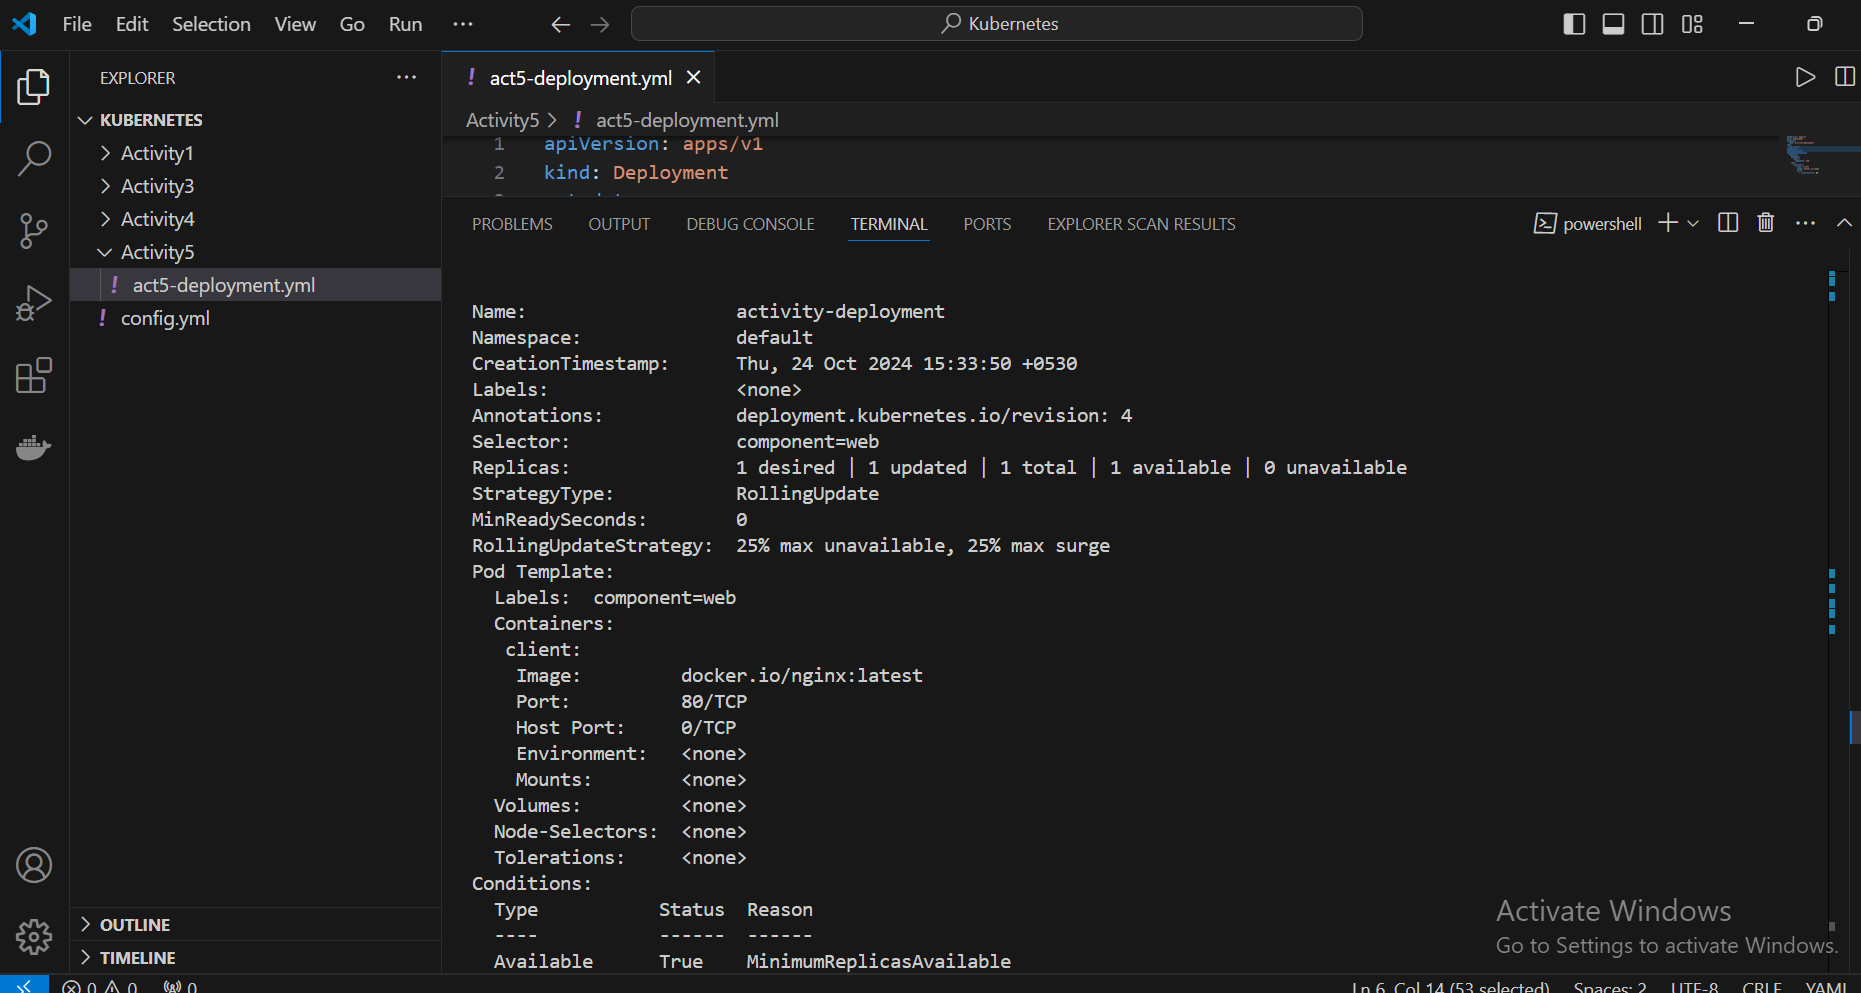 File Edit Selection View Go Run ··· Kubernetes
EXPLORER ···
KUBERNETES
Activity1
Activity3
Activity4
Activity5
! act5-deployment.yml
! config.yml
OUTLINE
TIMELINE
! act5-deployment.yml
Activity5 > ! act5-deployment.yml
1 apiVersion: apps/v1
2 kind: Deployment
PROBLEMS OUTPUT DEBUG CONSOLE TERMINAL PORTS EXPLORER SCAN RESULTS powershell
Name: activity-deployment
Namespace: default
CreationTimestamp: Thu, 24 Oct 2024 15:33:50 +0530
Labels: <none>
Annotations: deployment.kubernetes.io/revision: 4
Selector: component=web
Replicas: 1 desired | 1 updated | 1 total | 1 available | 0 unavailable
StrategyType: RollingUpdate
MinReadySeconds: 0
RollingUpdateStrategy: 25% max unavailable, 25% max surge
Pod Template:
Labels: component=web
Containers:
client:
Image: docker.io/nginx:latest
Port: 80/TCP
Host Port: 0/TCP
Environment: <none>
Mounts: <none>
Volumes: <none>
Node-Selectors: <none>
Tolerations: <none>
Conditions:
Type Status Reason
---- ------ ------
Available True MinimumReplicasAvailable
Activate Windows
Go to Settings to activate Windows.
0 0 0 Ln 6, Col 14 (53 selected) Spaces: 2 UTF-8 CRLF YAML